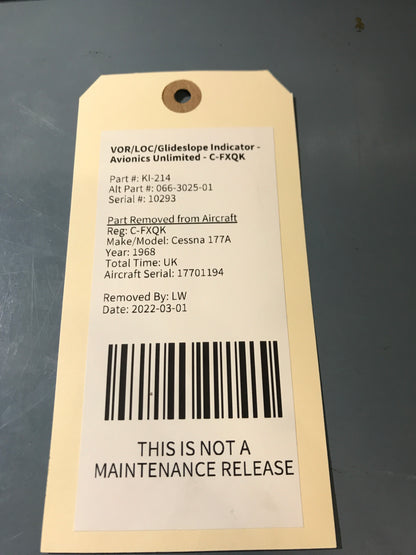 VOR/LOC/Glideslope Indicator -
Avionics Unlimited - C-FXQK
Part #: KI-214
Alt Part #: 066-3025-01
Serial #: 10293
Part Removed from Aircraft
Reg: C-FXQK
Make/Model: Cessna 177A
Year: 1968
Total Time: UK
Aircraft Serial: 17701194
Removed By: LW
Date: 2022-03-01
THIS IS NOT A
MAINTENANCE RELEASE